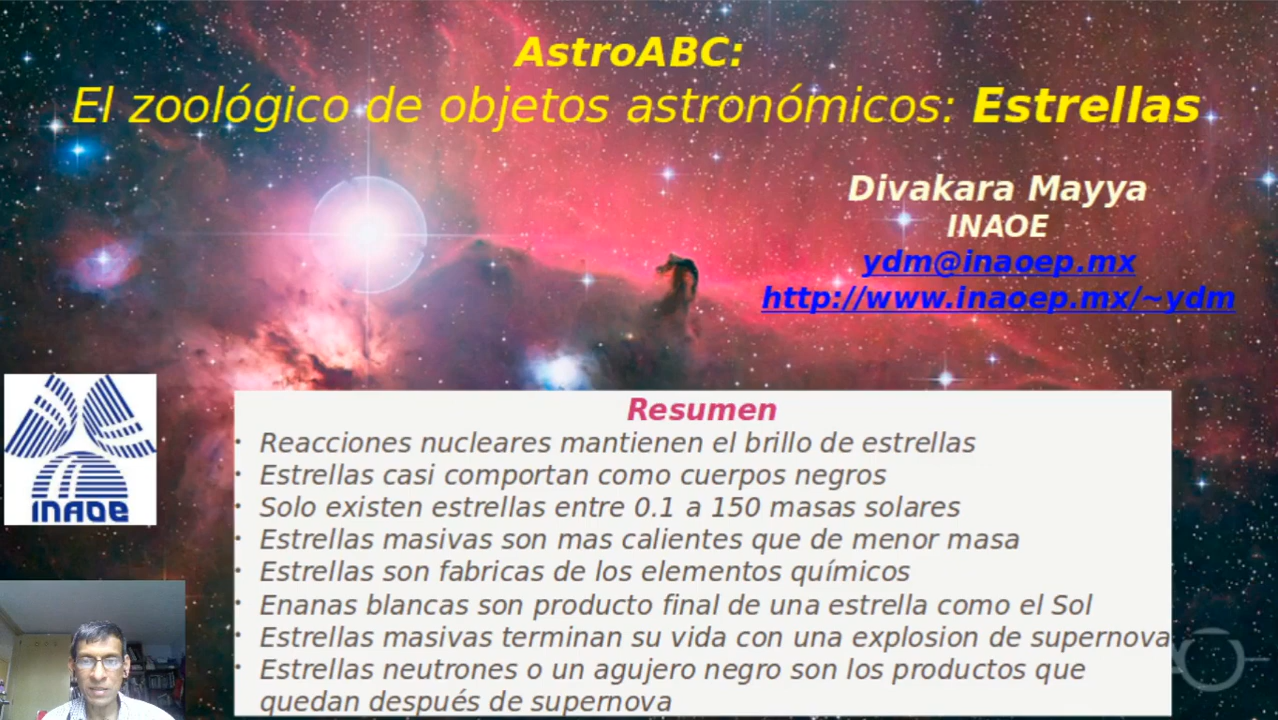 AstroABC:
El zoológico de objetos astronómicos: Estrellas
Divakara Mayya
INAOE
ydm@inaoep.mx
http://www.inaoep.mx/~ydm
INAOE
Resumen
• Reacciones nucleares mantienen el brillo de estrellas
• Estrellas casi comportan como cuerpos negros
• Solo existen estrellas entre 0.1 a 150 masas solares
• Estrellas masivas son mas calientes que de menor masa
• Estrellas son fabricas de los elementos químicos
• Enanas blancas son producto final de una estrella como el Sol
• Estrellas masivas terminan su vida con una explosion de supernova
• Estrellas neutrones o un agujero negro son los productos que
quedan después de supernova